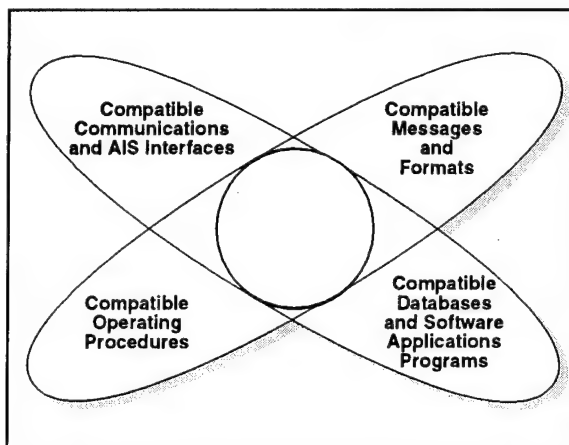 Compatible
Communications
and AIS Interfaces
Compatible
Messages
and
Formats
Compatible
Operating
Procedures
Compatible
Databases
and Software
Applications
Programs